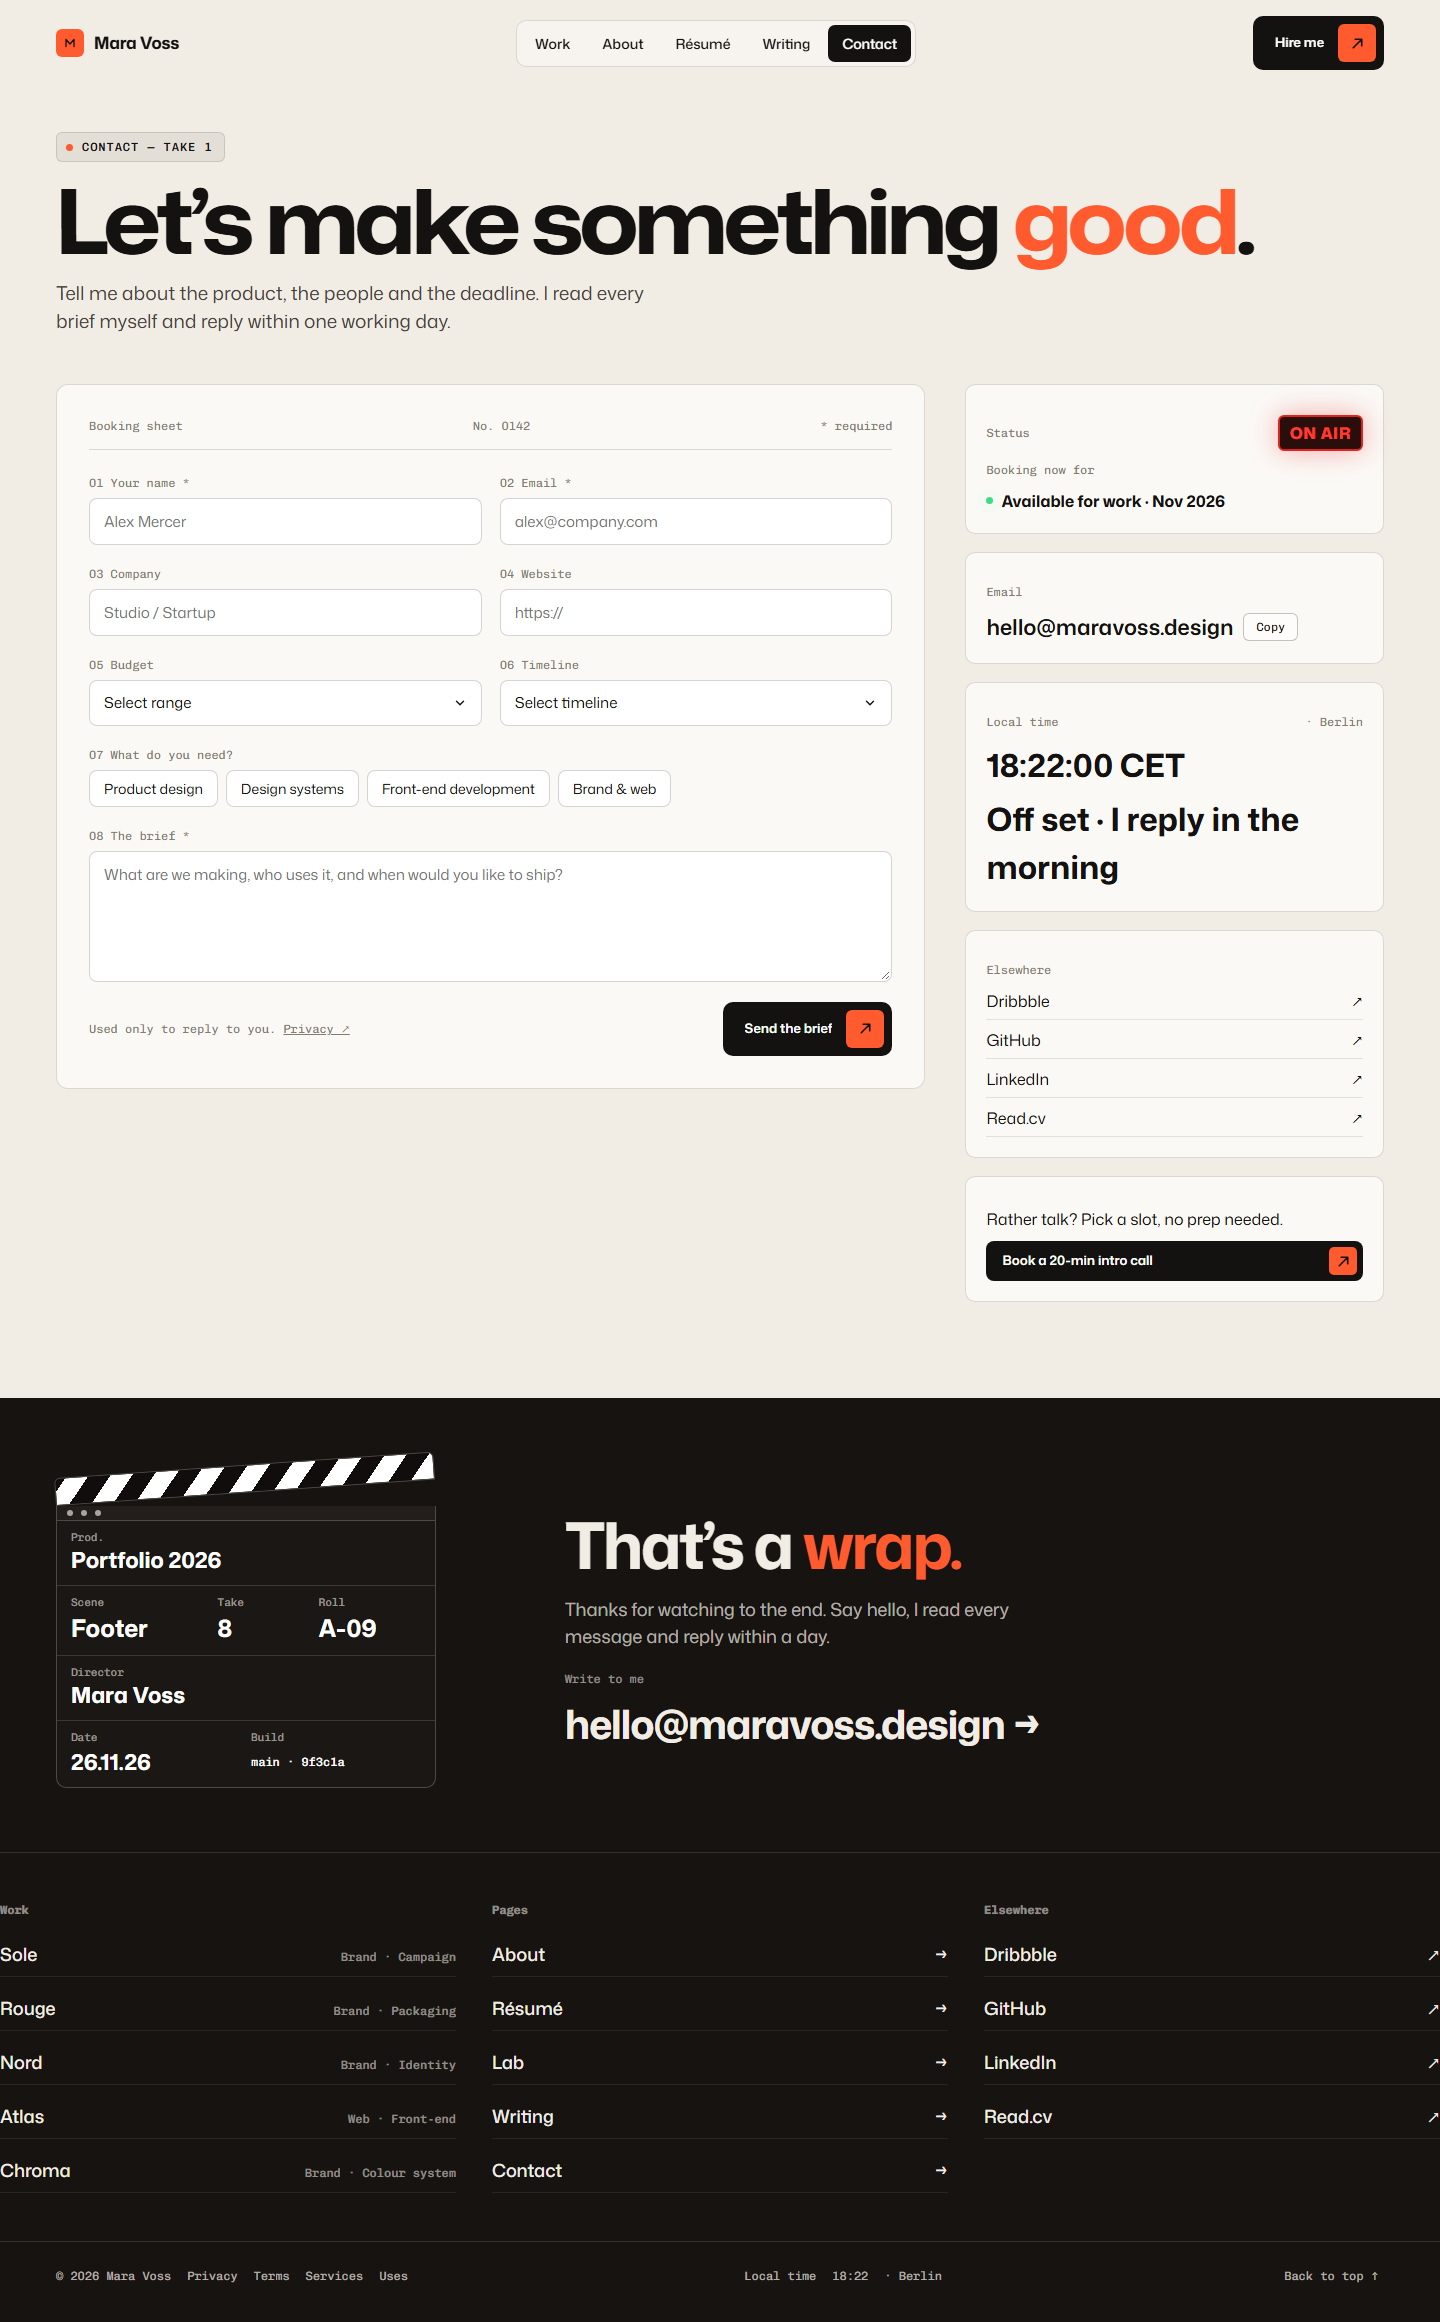 M Mara Voss
Work About Résumé Writing Contact
Hire me
CONTACT — TAKE 1
Let’s make something good.
Tell me about the product, the people and the deadline. I read every
brief myself and reply within one working day.
Booking sheet No. 0142 * required
01 Your name * 02 Email *
Alex Mercer alex@company.com
03 Company 04 Website
Studio / Startup https://
05 Budget 06 Timeline
Select range Select timeline
07 What do you need?
Product design Design systems Front-end development Brand & web
08 The brief *
What are we making, who uses it, and when would you like to ship?
Used only to reply to you. Privacy ↗
Send the brief
Status ON AIR
Booking now for
Available for work · Nov 2026
Email
hello@maravoss.design Copy
Local time · Berlin
18:22:00 CET
Off set · I reply in the
morning
Elsewhere
Dribbble ↗
GitHub ↗
LinkedIn ↗
Read.cv ↗
Rather talk? Pick a slot, no prep needed.
Book a 20-min intro call
Prod.
Portfolio 2026
Scene Take Roll
Footer 8 A-09
Director
Mara Voss
Date Build
26.11.26 main · 9f3c1a
That’s a wrap.
Thanks for watching to the end. Say hello, I read every
message and reply within a day.
Write to me
hello@maravoss.design →
Work
Sole Brand · Campaign
Rouge Brand · Packaging
Nord Brand · Identity
Atlas Web · Front-end
Chroma Brand · Colour system
Pages
About →
Résumé →
Lab →
Writing →
Contact →
Elsewhere
Dribbble ↗
GitHub ↗
LinkedIn ↗
Read.cv ↗
© 2026 Mara Voss Privacy Terms Services Uses
Local time 18:22 · Berlin
Back to top ↑